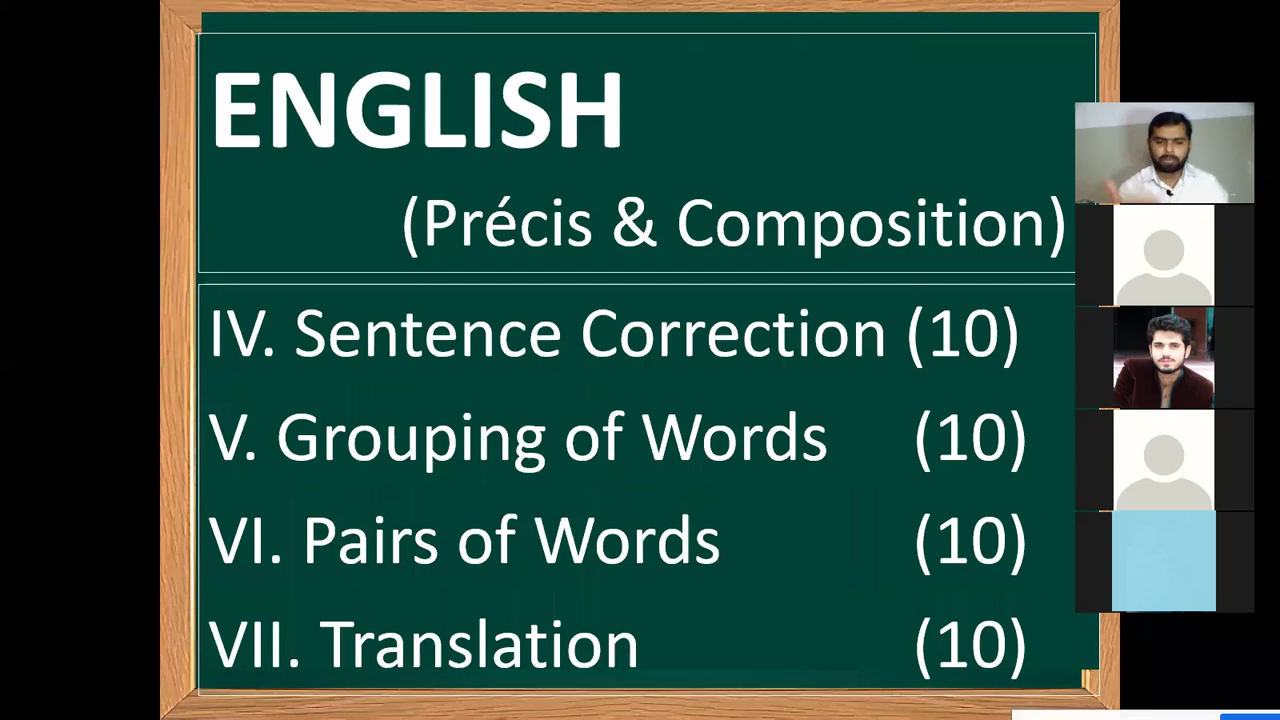 ENGLISH
(Précis & Composition)
IV. Sentence Correction (10)
V. Grouping of Words (10)
VI. Pairs of Words (10)
VII. Translation (10)